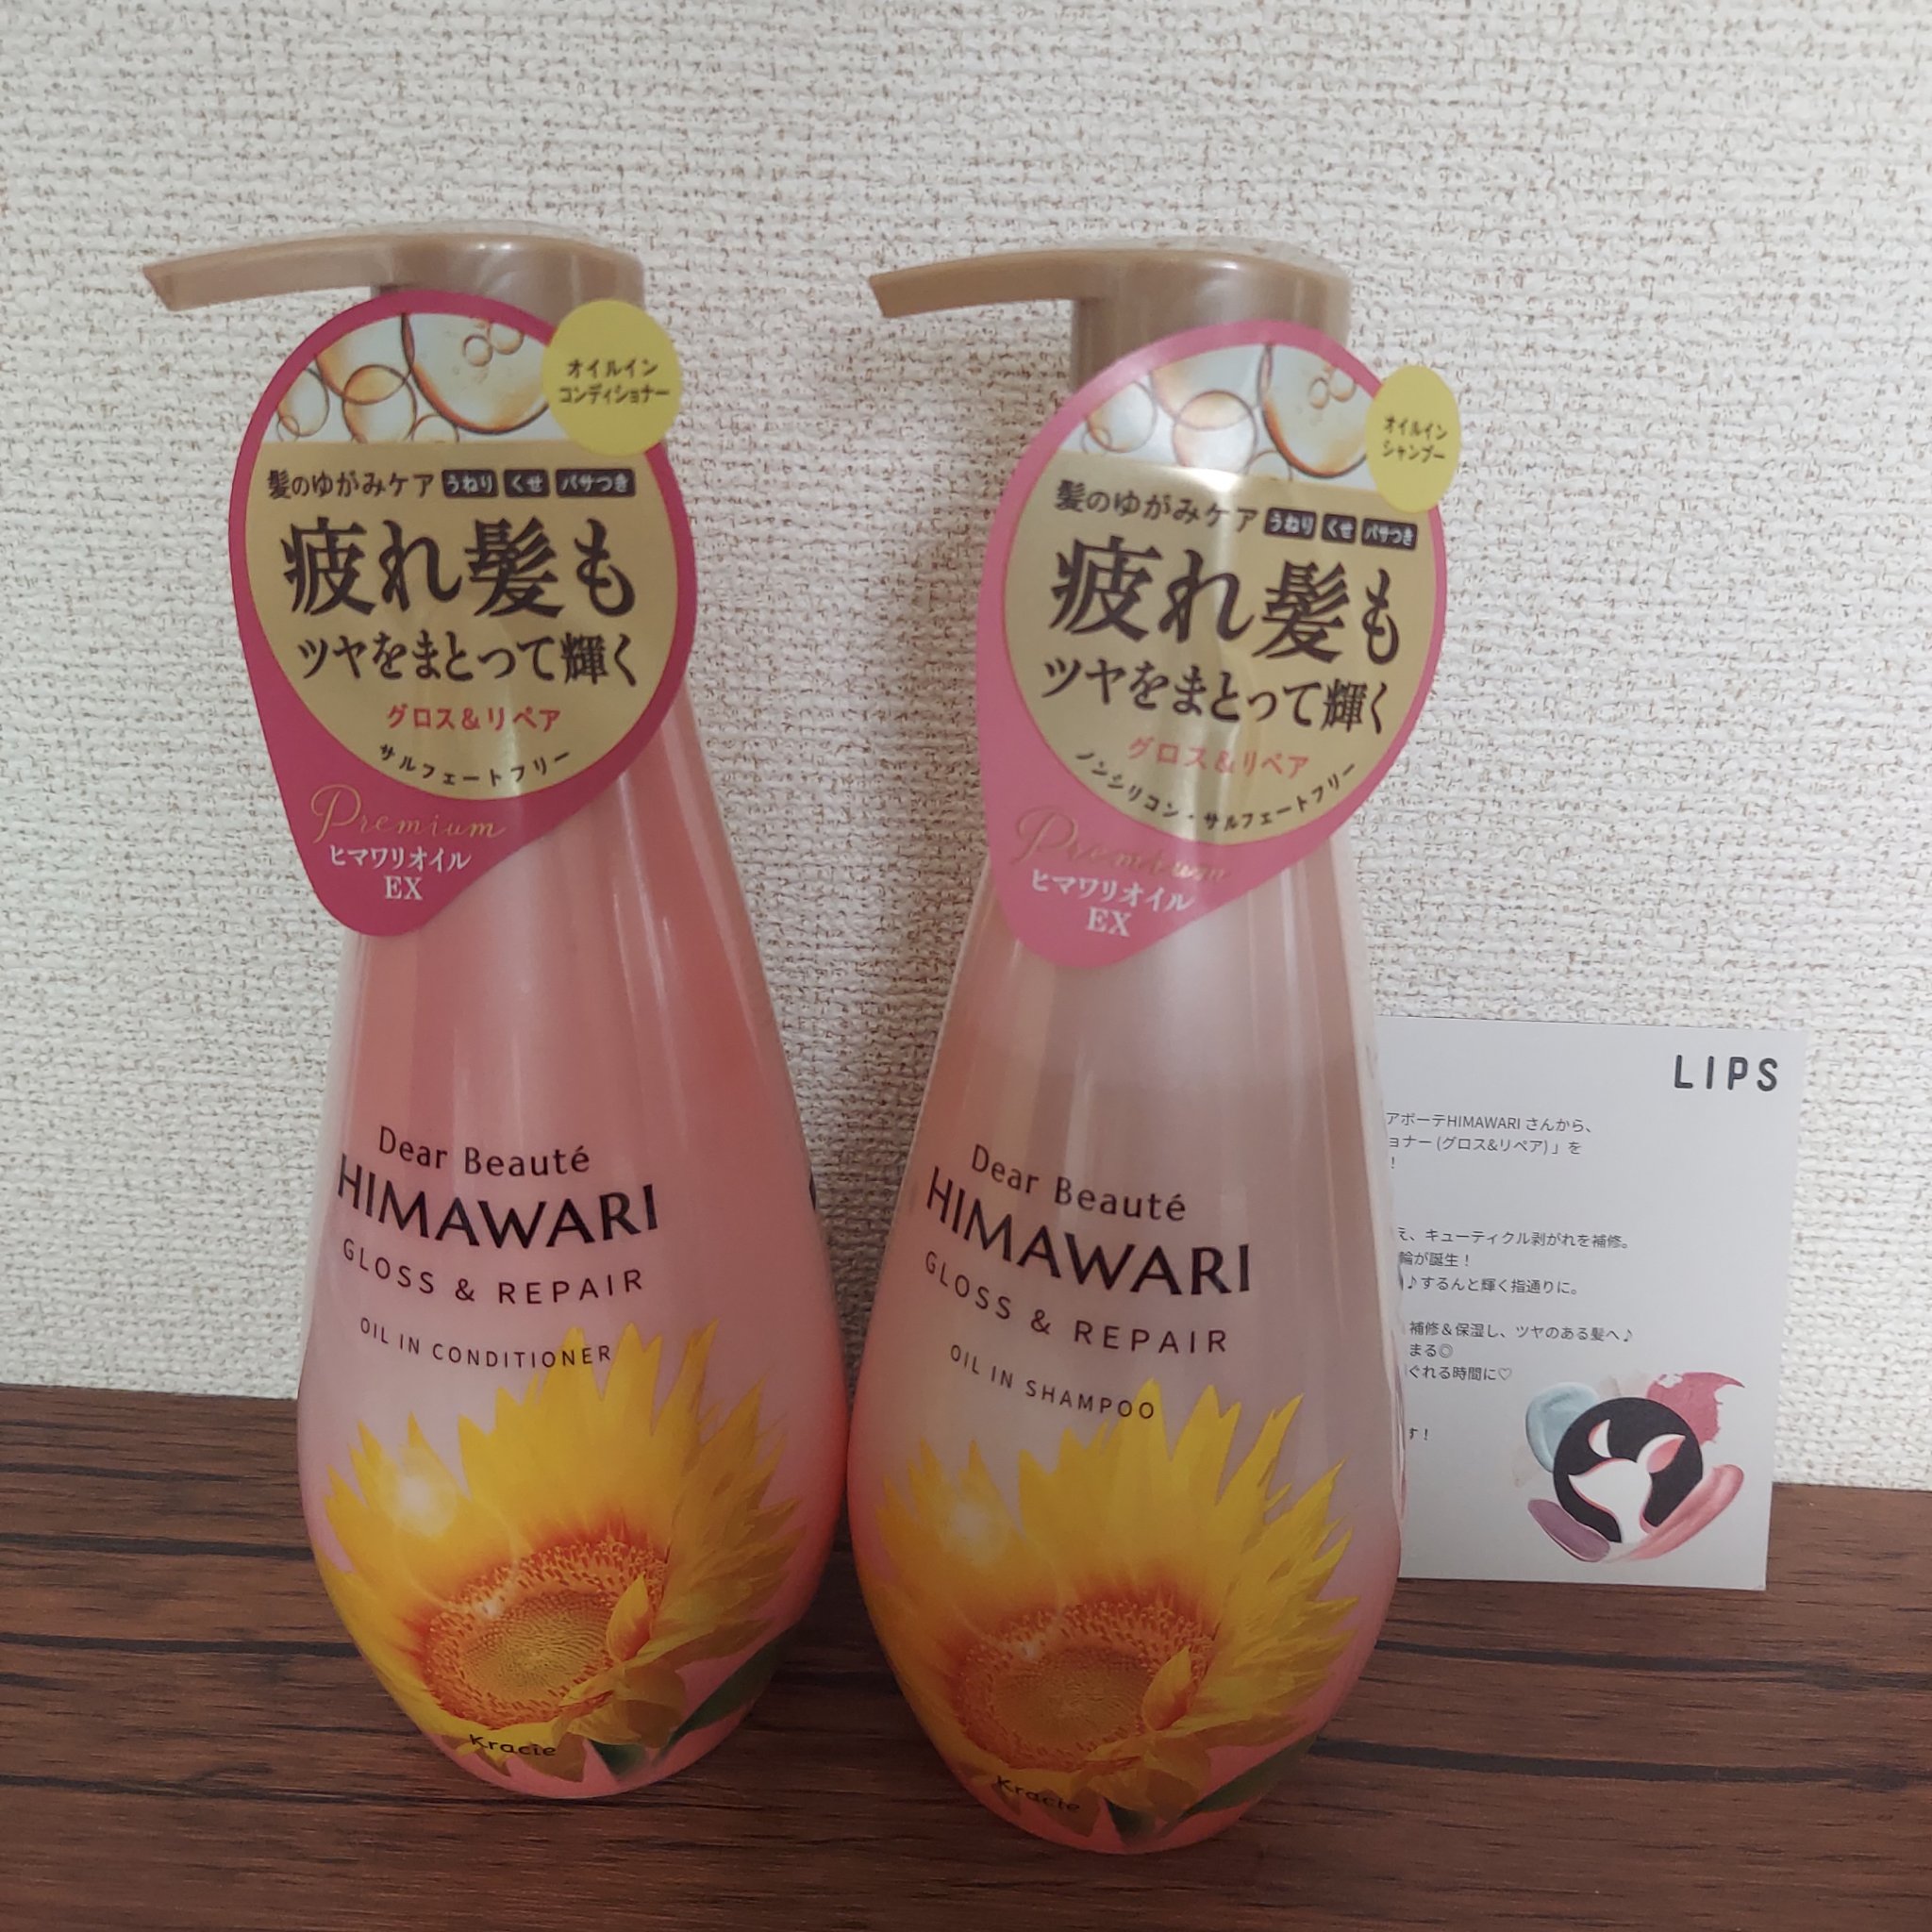 オイルイン
コンディショナー
髪のゆがみケア うねり くせ パサつき
疲れ髪も
ツヤをまとって輝く
グロス&リペア
サルフェートフリー
Premium
ヒマワリオイル
EX
Dear Beauté
HIMAWARI
GLOSS & REPAIR
OIL IN CONDITIONER
Kracie
オイルイン
シャンプー
髪のゆがみケア うねり くせ パサつき
疲れ髪も
ツヤをまとって輝く
グロス&リペア
ノンシリコン・サルフェートフリー
Premium
ヒマワリオイル
EX
Dear Beauté
HIMAWARI
GLOSS & REPAIR
OIL IN SHAMPOO
Kracie
LIPS
アボーテHIMAWARI さんから、
ョナー (グロス&リペア) 」を
！
え、キューティクル剥がれを補修。
輪が誕生！
♪するんと輝く指通りに。
補修＆保湿し、ツヤのある髪へ♪
まる◎
ぐれる時間に♡
す！